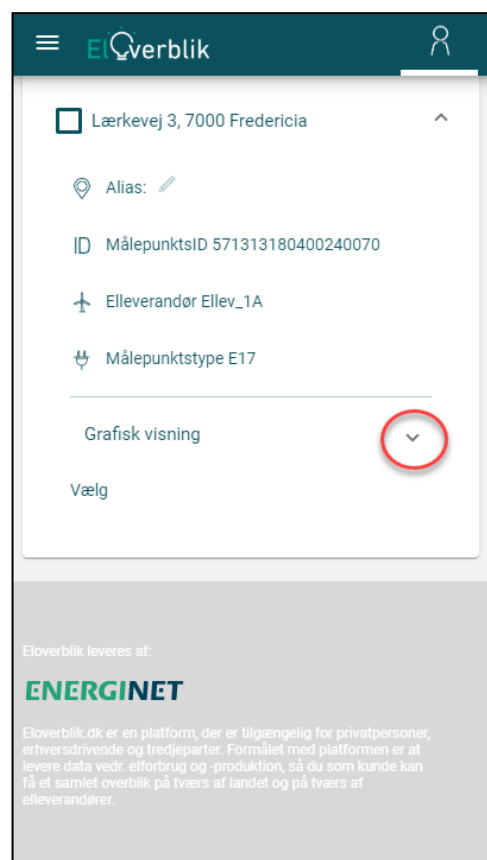 ElOverblik
Lærkevej 3, 7000 Fredericia
Alias:
ID MålepunktsID 571313180400240070
Elleverandør Ellev_1A
Målepunktstype E17
Grafisk visning
Vælg
Eloverblik leveres af:
ENERGINET
Eloverblik.dk er en platform, der er tilgængelig for privatpersoner,
erhversdrivende og tredjeparter. Formålet med platformen er at
levere data vedr. elforbrug og -produktion, så du som kunde kan
få et samlet overblik på tværs af landet og på tværs af
elleverandører.